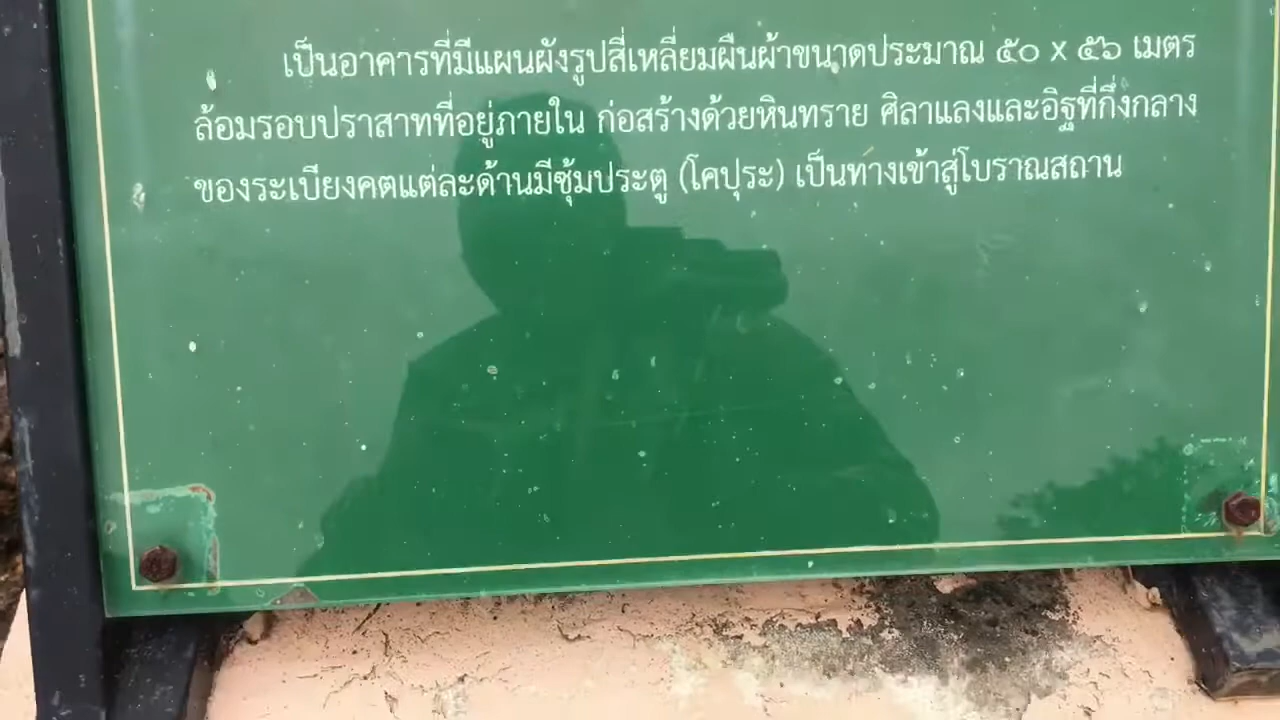 เป็นอาคารที่มีแผนผังรูปสี่เหลี่ยมผืนผ้าขนาดประมาณ ๕๐ x ๕๖ เมตร
ล้อมรอบปราสาทที่อยู่ภายใน ก่อสร้างด้วยหินทราย ศิลาแลงและอิฐที่กึ่งกลาง
ของระเบียงคตแต่ละด้านมีซุ้มประตู (โคปุระ) เป็นทางเข้าสู่โบราณสถาน